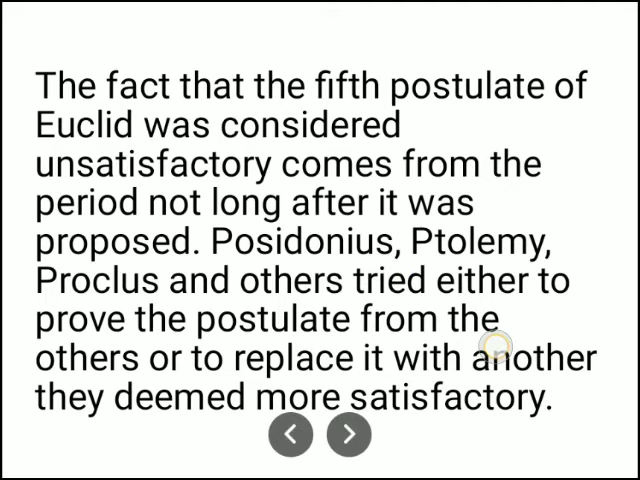 The fact that the fifth postulate of
Euclid was considered
unsatisfactory comes from the
period not long after it was
proposed. Posidonius, Ptolemy,
Proclus and others tried either to
prove the postulate from the
others or to replace it with another
they deemed more satisfactory.